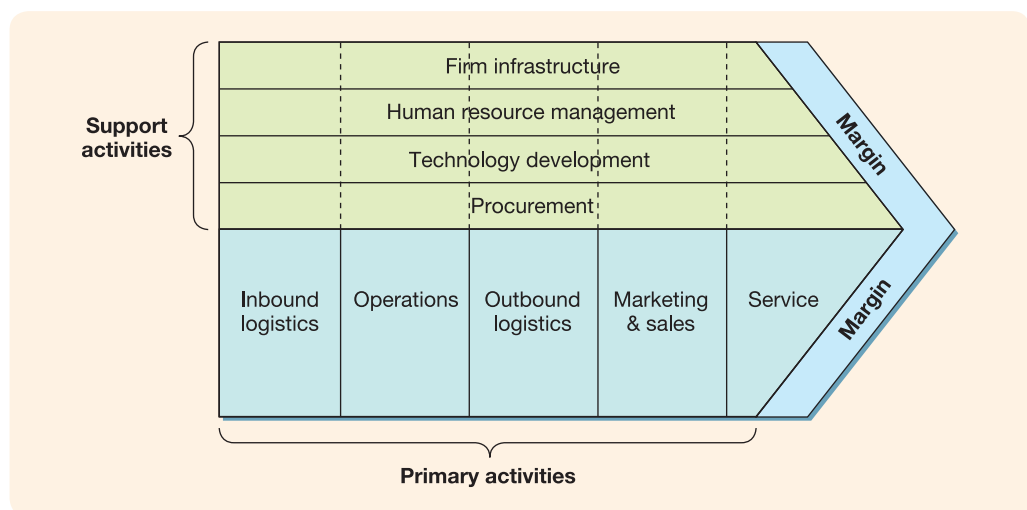 Firm infrastructure
Human resource management
Technology development
Procurement
Support
activities
Margin
Inbound
logistics
Operations
Outbound
logistics
Marketing
& sales
Service
Margin
Primary activities